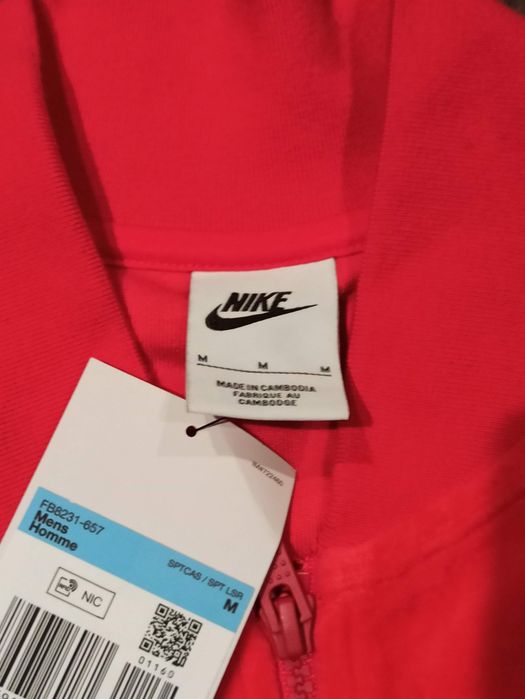 NIKE
M M M
MADE IN CAMBODIA
FABRIQUE AU
CAMBODGE
FB8231-657
Mens
Homme
SPTCAS / SPT LSR
M
NIC
01160